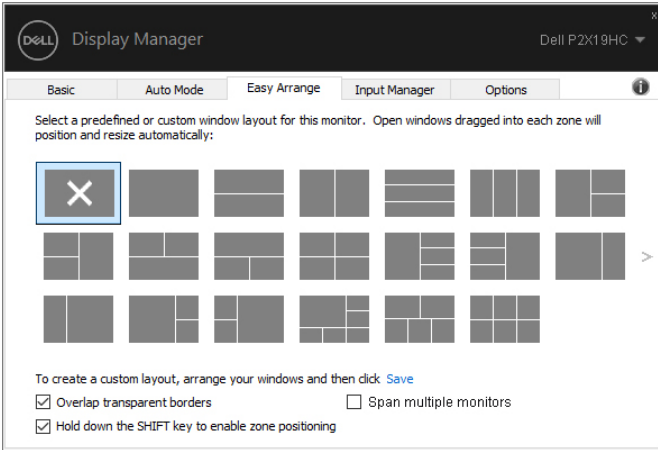 x
DELL Display Manager Dell P2X19HC
Basic Auto Mode Easy Arrange Input Manager Options i
Select a predefined or custom window layout for this monitor. Open windows dragged into each zone will
position and resize automatically:
>
To create a custom layout, arrange your windows and then click Save
Overlap transparent borders Span multiple monitors
Hold down the SHIFT key to enable zone positioning